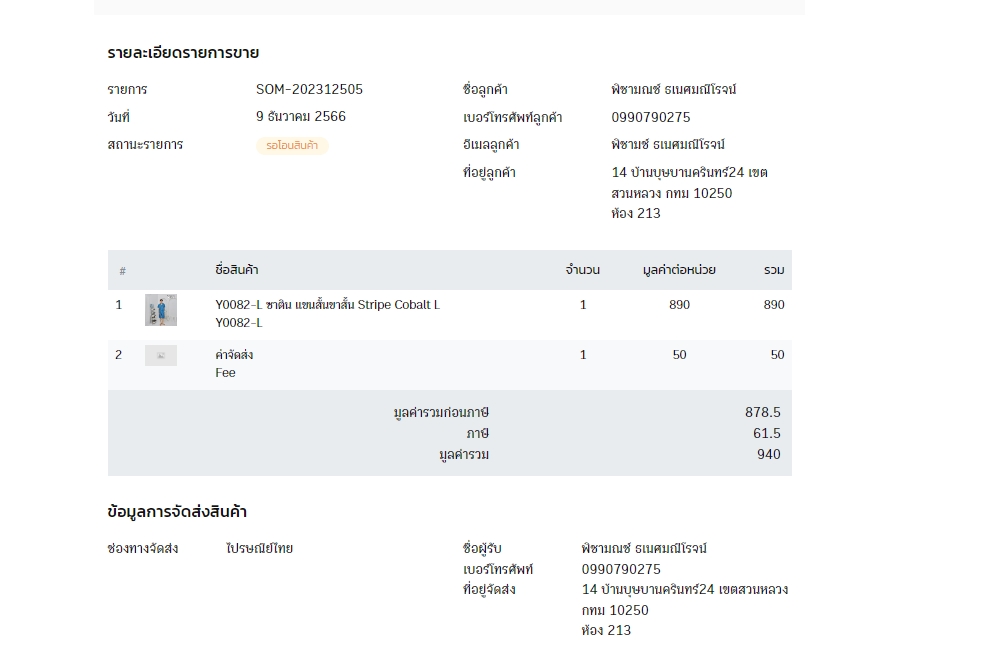 รายละเอียดรายการขาย
รายการ SOM-202312505
วันที่ 9 ธันวาคม 2566
สถานะรายการ รอโอนสินค้า
ชื่อลูกค้า พิชามณซ์ ธเนศมณีโรจน์
เบอร์โทรศัพท์ลูกค้า 0990790275
อีเมลลูกค้า พิชามซ์ ธเนศมณีโรจน์
ที่อยู่ลูกค้า 14 บ้านบุษบานครินทร์24 เขต
สวนหลวง กทม 10250
ห้อง 213
# ชื่อสินค้า จำนวน มูลค่าต่อหน่วย รวม
1 Y0082-L ซาติน แขนสั้นขาสั้น Stripe Cobalt L 1 890 890
Y0082-L
2 ค่าจัดส่ง 1 50 50
Fee
มูลค่ารวมก่อนภาษี 878.5
ภาษี 61.5
มูลค่ารวม 940
ข้อมูลการจัดส่งสินค้า
ช่องทางจัดส่ง ไปรษณีย์ไทย
ชื่อผู้รับ พิชามณซ์ ธเนศมณีโรจน์
เบอร์โทรศัพท์ 0990790275
ที่อยู่จัดส่ง 14 บ้านบุษบานครินทร์24 เขตสวนหลวง
กทม 10250
ห้อง 213